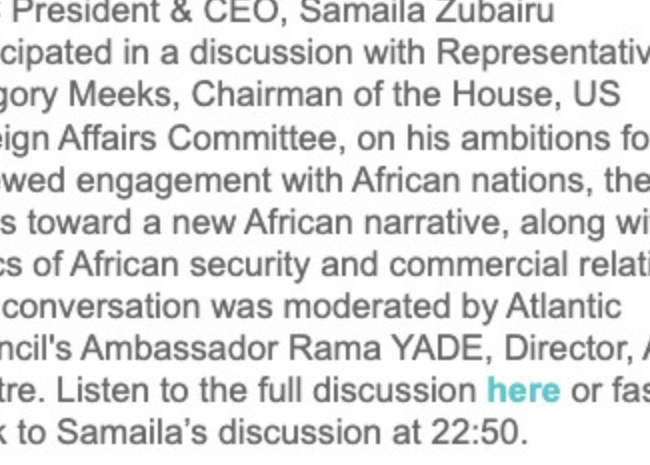 President & CEO, Samaila Zubairu
cipated in a discussion with Representativ
gory Meeks, Chairman of the House, US
eign Affairs Committee, on his ambitions fo
ewed engagement with African nations, the
s toward a new African narrative, along wi
cs of African security and commercial relati
conversation was moderated by Atlantic
ncil's Ambassador Rama YADE, Director, A
tre. Listen to the full discussion here or fas
k to Samaila’s discussion at 22:50.